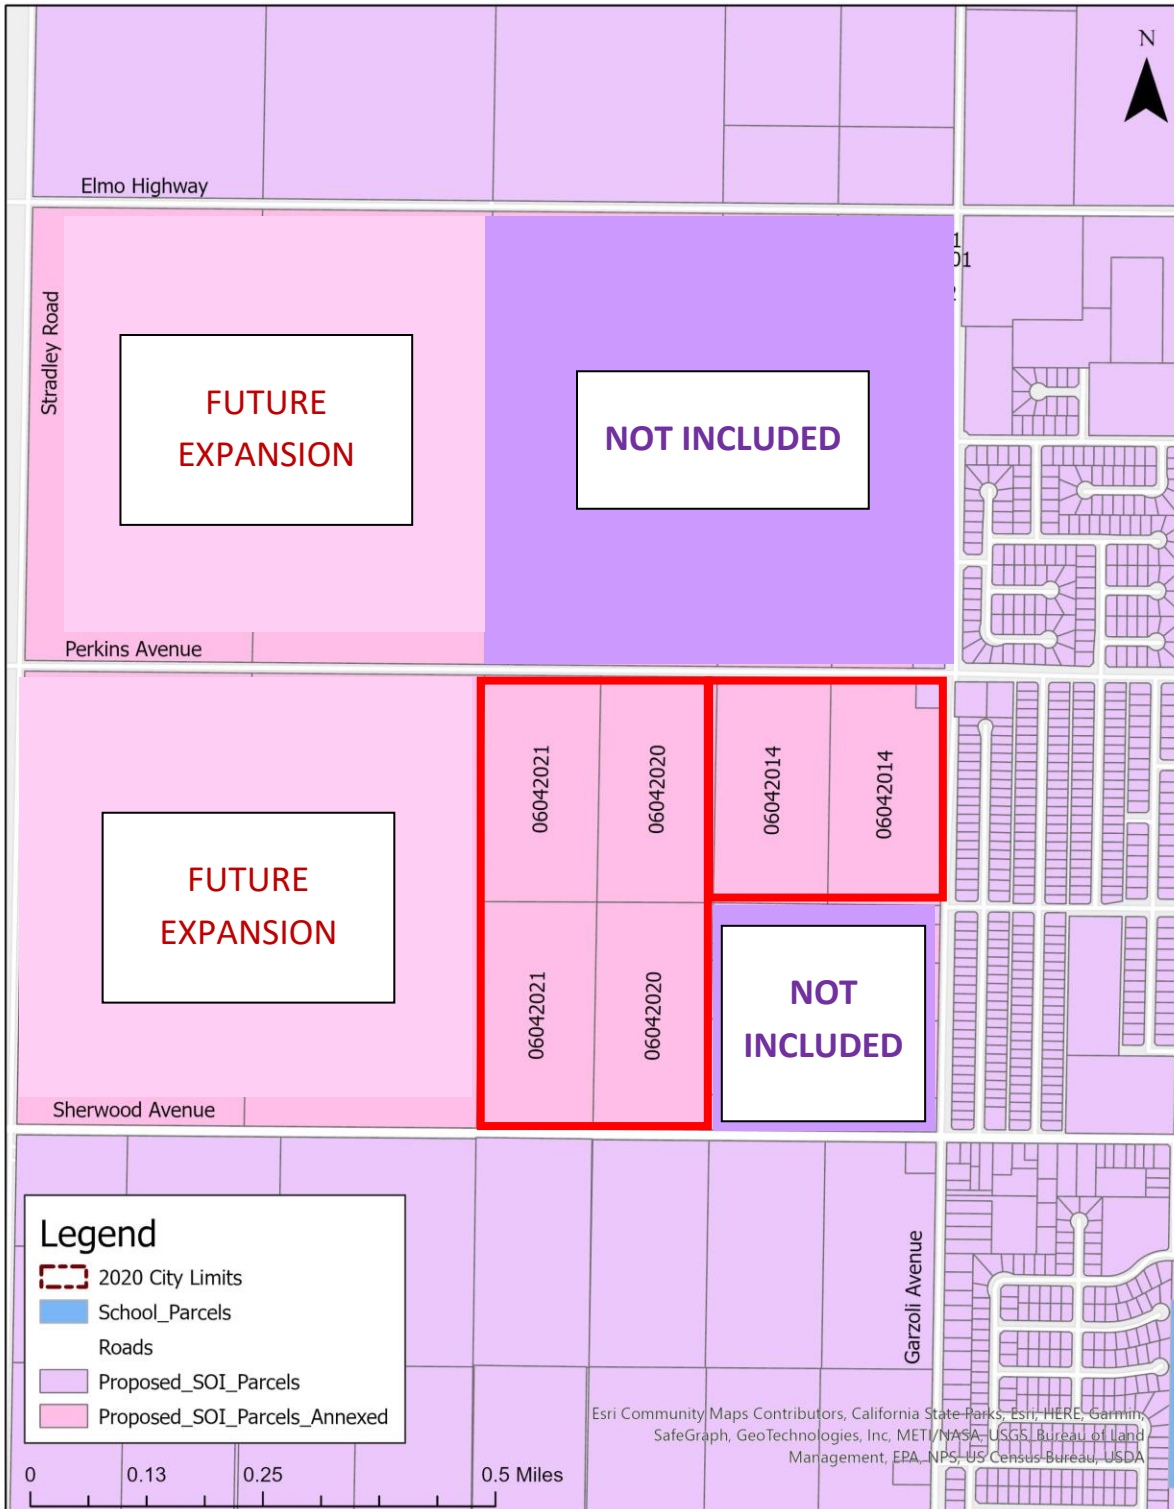 N
Elmo Highway
1
01
2
Stradley Road
FUTURE
EXPANSION
NOT INCLUDED
Perkins Avenue
06042021
06042020
06042014
06042014
FUTURE
EXPANSION
06042021
06042020
NOT
INCLUDED
Sherwood Avenue
Garzoli Avenue
Legend
2020 City Limits
School_Parcels
Roads
Proposed_SOI_Parcels
Proposed_SOI_Parcels_Annexed
Esri Community Maps Contributors, California State Parks, Esri, HERE, Garmin,
SafeGraph, GeoTechnologies, Inc, METI/NASA, USGS, Bureau of Land
Management, EPA, NPS, US Census Bureau, USDA
0 0.13 0.25 0.5 Miles